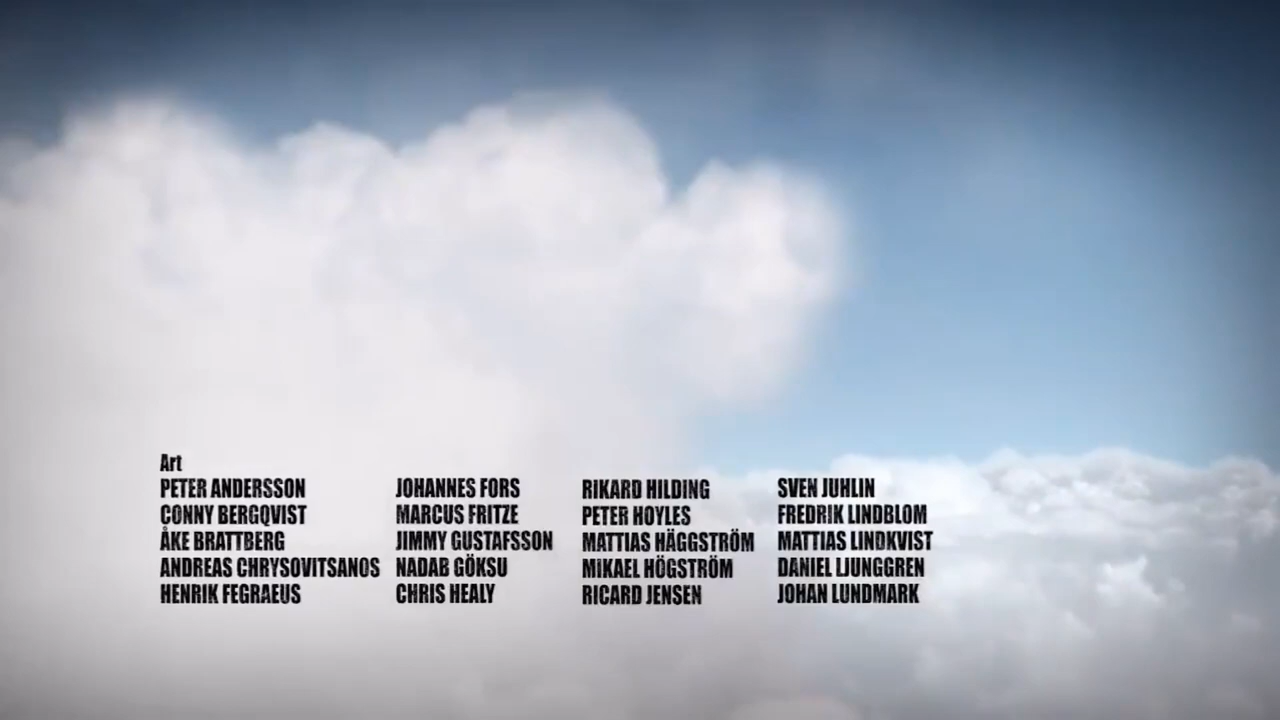 Art
PETER ANDERSSON
CONNY BERGQVIST
ÅKE BRATTBERG
ANDREAS CHRYSOVITSANOS
HENRIK FEGRAEUS
JOHANNES FORS
MARCUS FRITZE
JIMMY GUSTAFSSON
NADAB GÖKSU
CHRIS HEALY
RIKARD HILDING
PETER HOYLES
MATTIAS HÄGGSTRÖM
MIKAEL HÖGSTRÖM
RICARD JENSEN
SVEN JUHLIN
FREDRIK LINDBLOM
MATTIAS LINDKVIST
DANIEL LJUNGGREN
JOHAN LUNDMARK